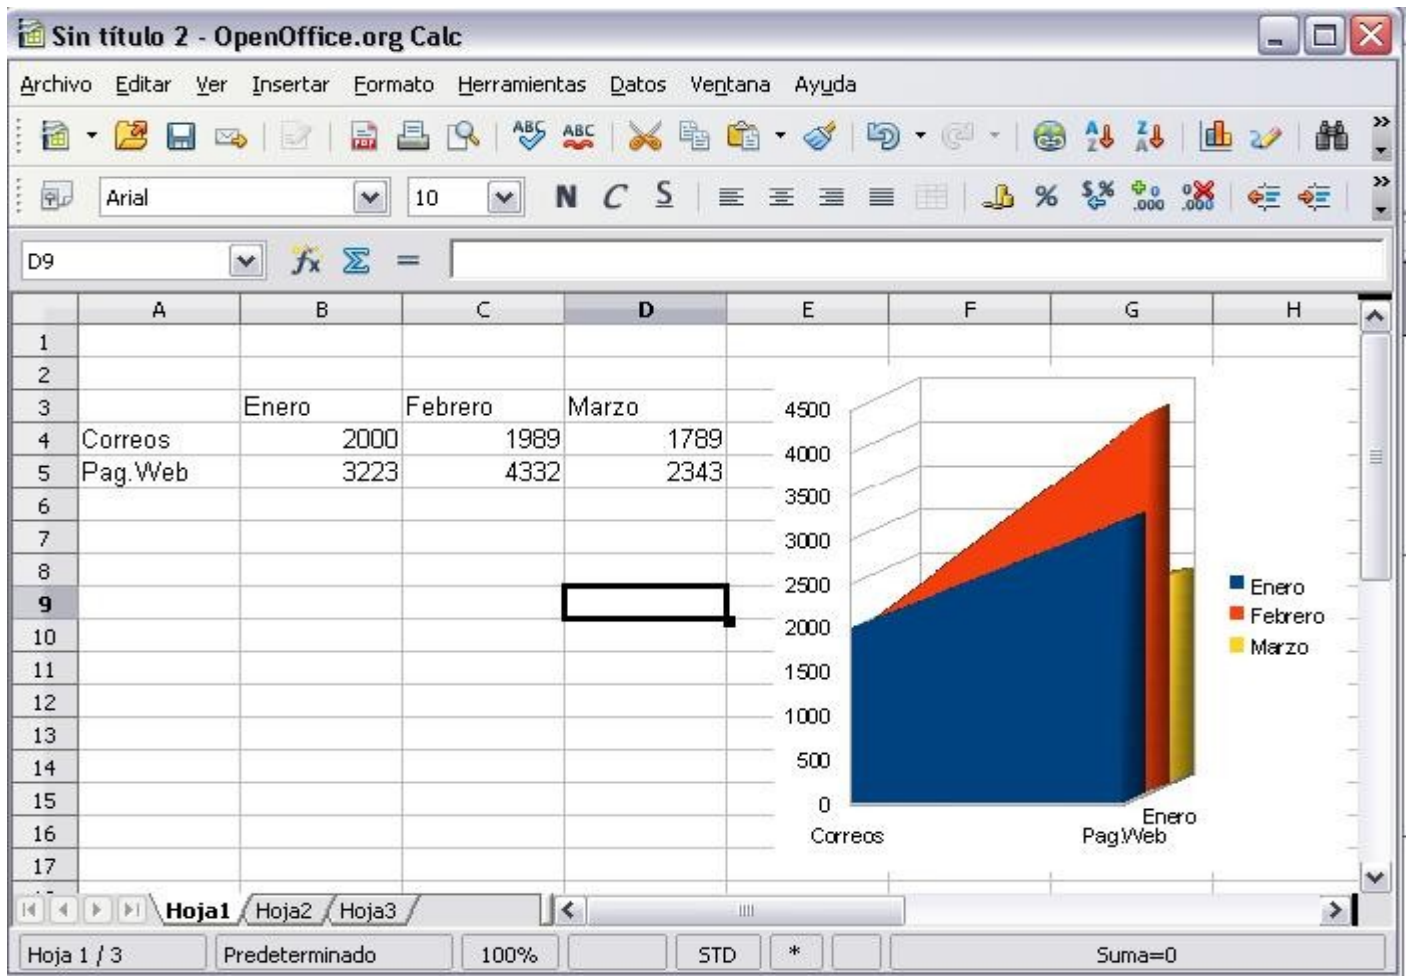 Sin título 2 - OpenOffice.org Calc
Archivo Editar Ver Insertar Formato Herramientas Datos Ventana Ayuda
Arial 10 N C S
D9
A B C D E F G H
1
2
3 Enero Febrero Marzo
4 Correos 2000 1989 1789
5 Pag.Web 3223 4332 2343
6
7
8
9
10
11
12
13
14
15
16
17
4500
4000
3500
3000
2500
2000
1500
1000
500
0
Correos Pag.Web
Enero
Enero
Febrero
Marzo
Hoja1 Hoja2 Hoja3
Hoja 1 / 3 Predeterminado 100% STD * Suma=0